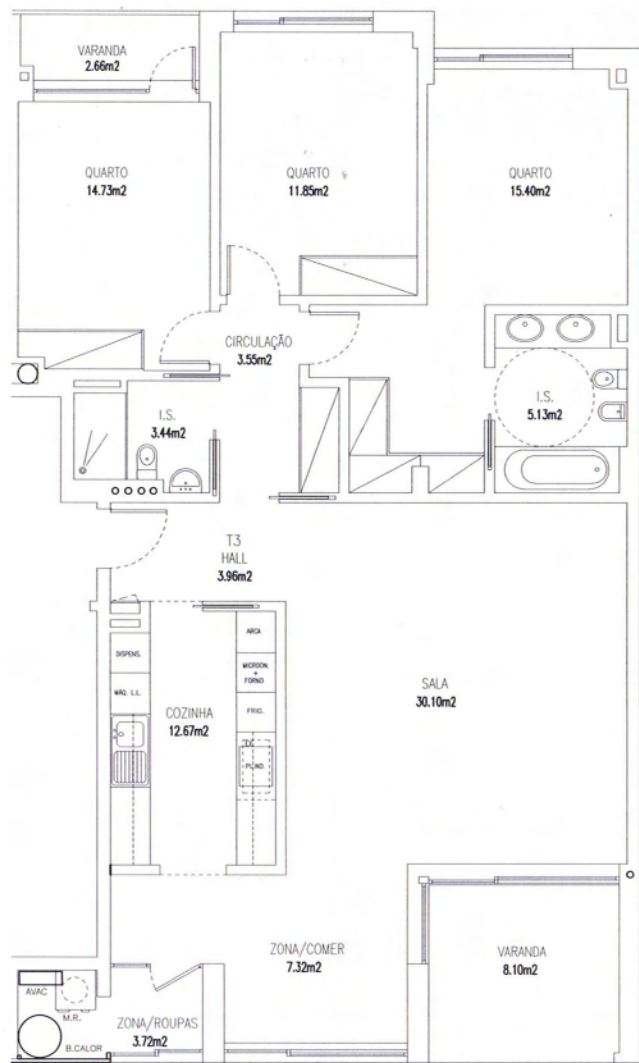 VARANDA
2.66m2
QUARTO
14.73m2
QUARTO
11.85m2
QUARTO
15.40m2
CIRCULAÇÃO
3.55m2
I.S.
3.44m2
I.S.
5.13m2
T3
HALL
3.96m2
ARCA
DISPENS.
MICROON.
+
FORNO
MÁQ. L.L.
FRIG.
COZINHA
12.67m2
SALA
30.10m2
ZONA/COMER
7.32m2
VARANDA
8.10m2
AVAC
M.R.
B.CALOR
ZONA/ROUPAS
3.72m2